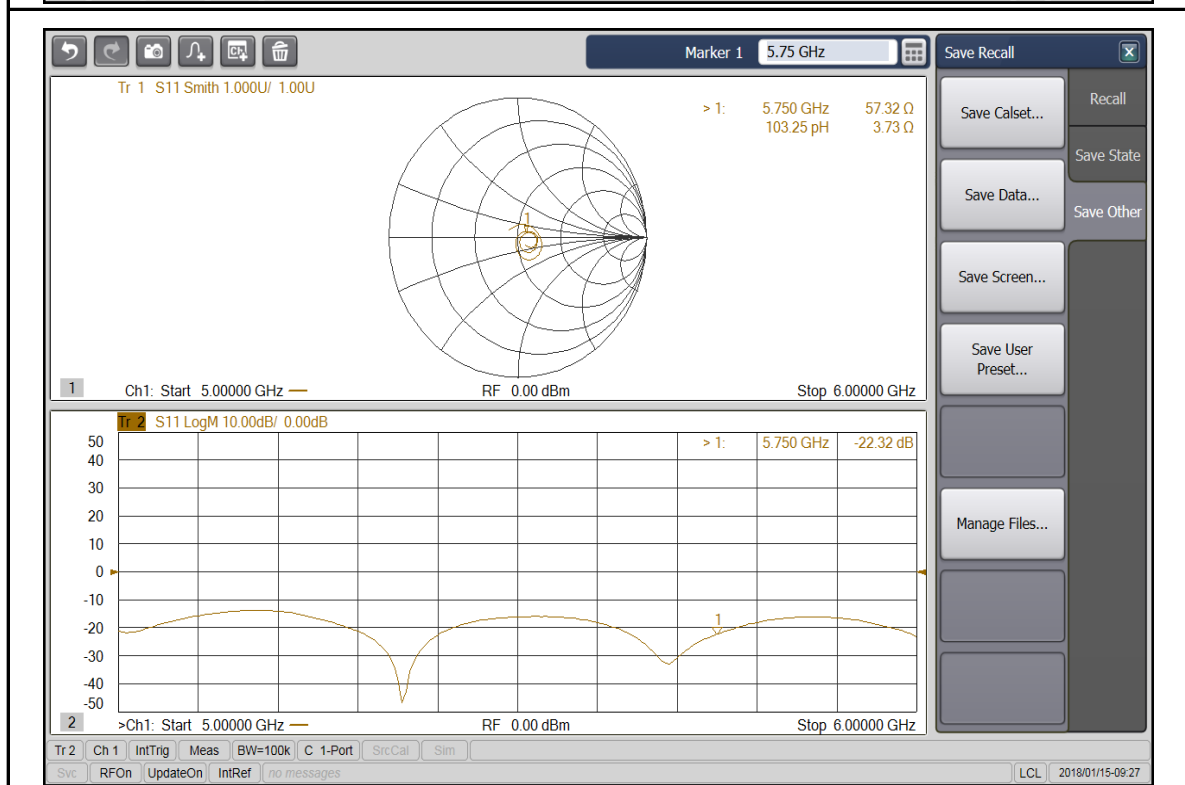 Marker 1 5.75 GHz
Save Recall
Tr 1 S11 Smith 1.000U/ 1.00U
> 1: 5.750 GHz 57.32 Ω
103.25 pH 3.73 Ω
1
1 Ch1: Start 5.00000 GHz RF 0.00 dBm Stop 6.00000 GHz
Tr 2 S11 LogM 10.00dB/ 0.00dB
> 1: 5.750 GHz -22.32 dB
50
40
30
20
10
0
-10
-20
-30
-40
-50
1
2 >Ch1: Start 5.00000 GHz RF 0.00 dBm Stop 6.00000 GHz
Save Calset...
Save Data...
Save Screen...
Save User
Preset...
Manage Files...
Recall
Save State
Save Other
Tr 2 Ch 1 IntTrig Meas BW=100k C 1-Port SrcCal Sim
Svc RFOn UpdateOn IntRef no messages LCL 2018/01/15-09:27